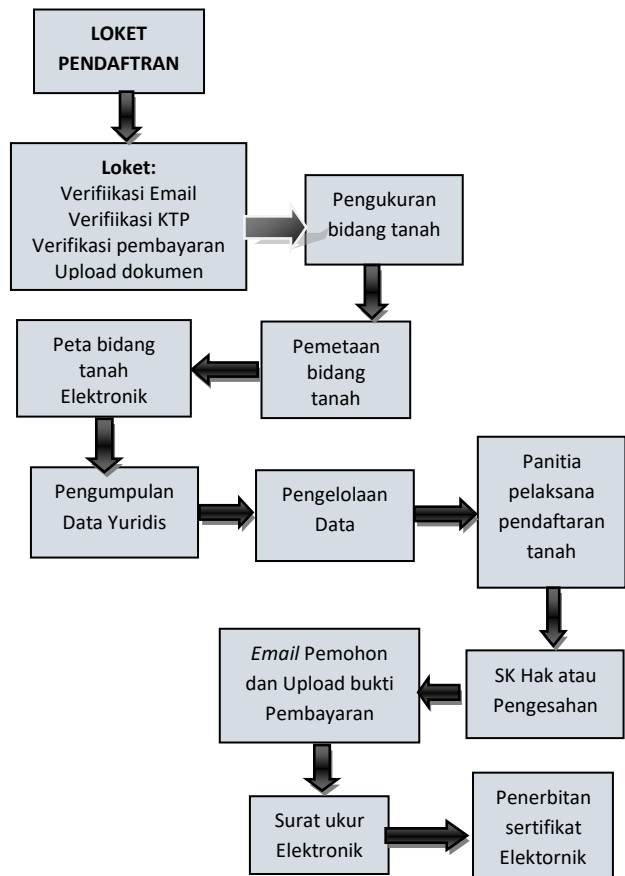 LOKET
PENDAFTRAN
Loket:
Verifiikasi Email
Verifiikasi KTP
Verifikasi pembayaran
Upload dokumen
Pengukuran
bidang tanah
Pemetaan
bidang
tanah
Peta bidang
tanah
Elektronik
Pengumpulan
Data Yuridis
Pengelolaan
Data
Panitia
pelaksana
pendaftaran
tanah
SK Hak atau
Pengesahan
Email Pemohon
dan Upload bukti
Pembayaran
Surat ukur
Elektronik
Penerbitan
sertifikat
Elektornik